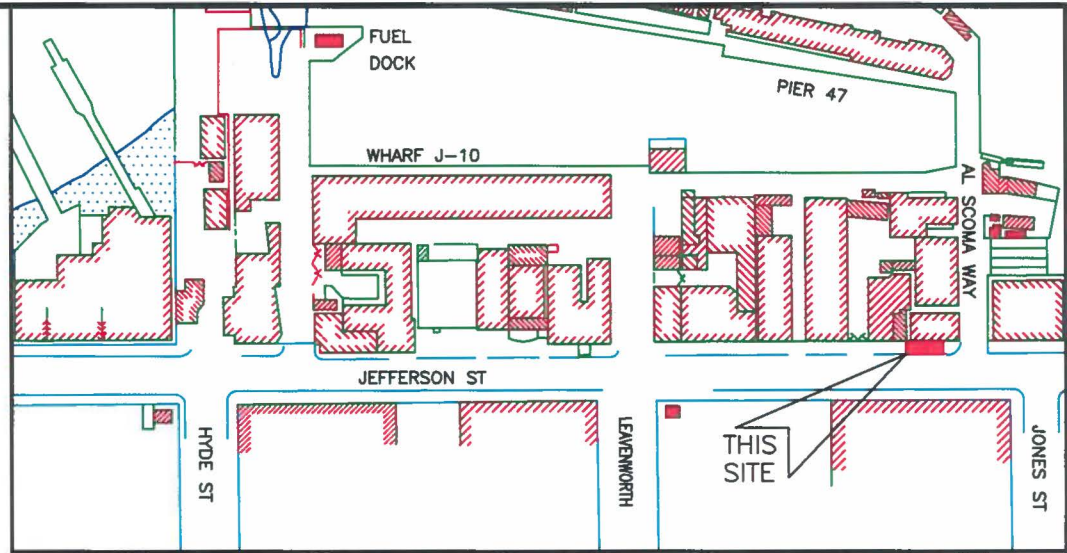 FUEL
DOCK
PIER 47
WHARF J-10
AL SCOMA WAY
JEFFERSON ST
HYDE ST
LEAVENWORTH
THIS
SITE
JONES ST